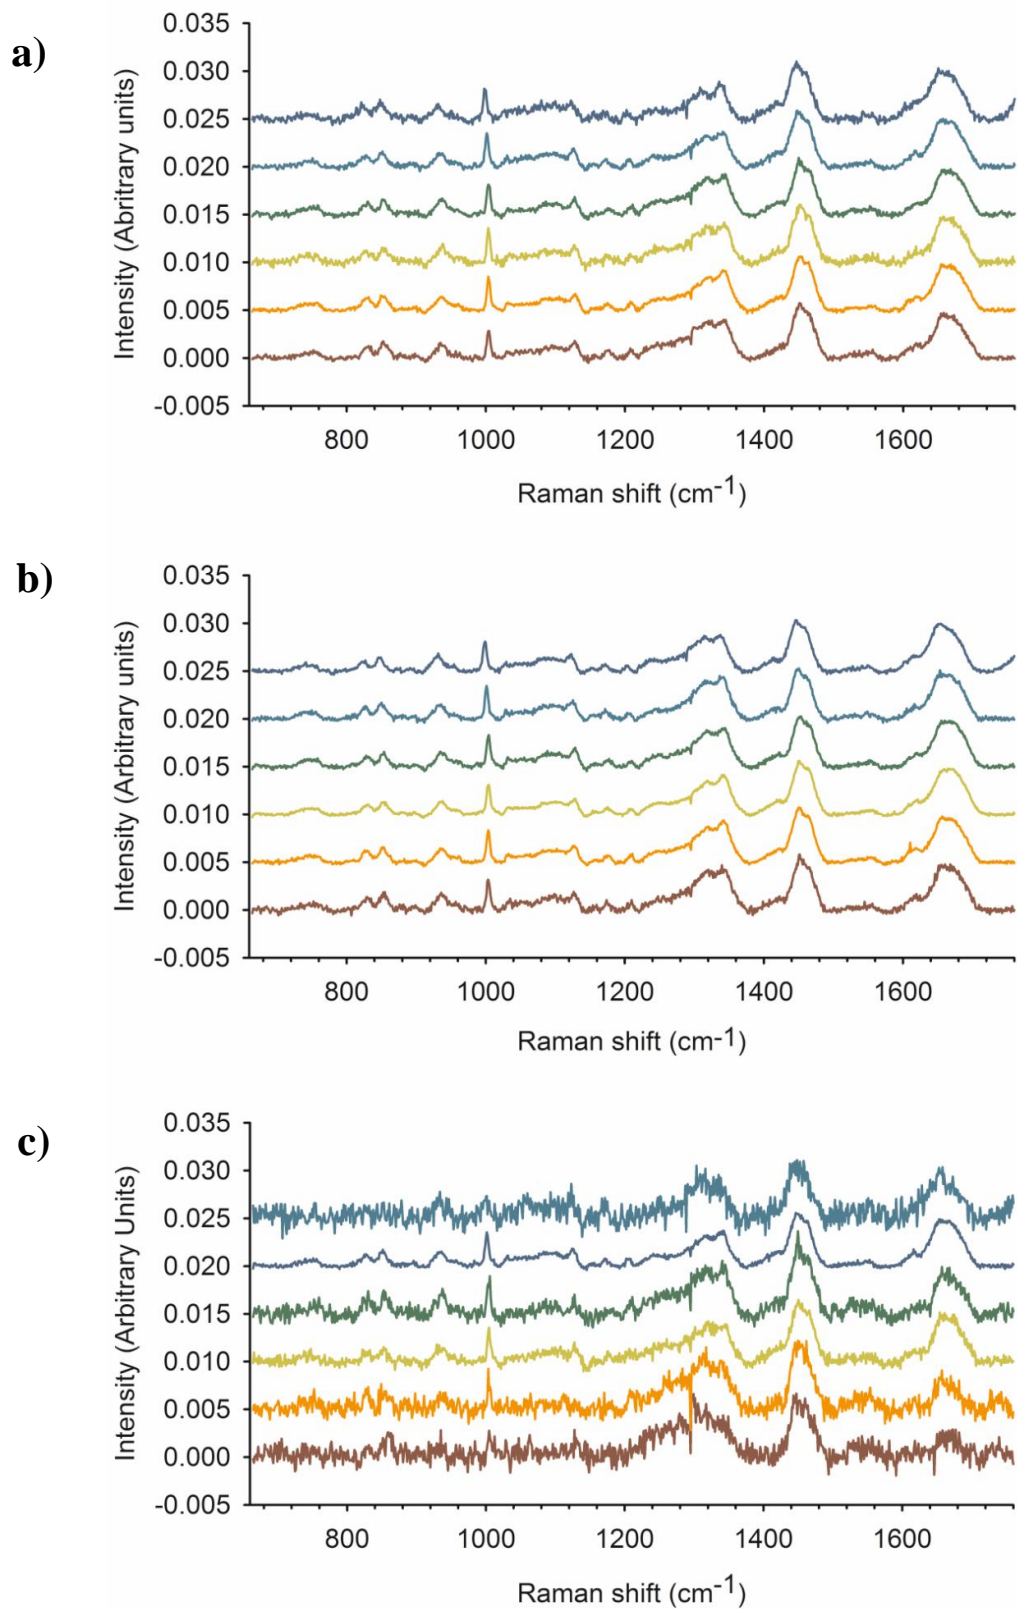 a)
0.035
0.030
0.025
0.020
0.015
0.010
0.005
0.000
-0.005
Intensity (Abritrary units)
800 1000 1200 1400 1600
Raman shift (cm-1)
b)
0.035
0.030
0.025
0.020
0.015
0.010
0.005
0.000
-0.005
Intensity (Arbitrary units)
800 1000 1200 1400 1600
Raman shift (cm-1)
c)
0.035
0.030
0.025
0.020
0.015
0.010
0.005
0.000
-0.005
Intensity (Arbitrary Units)
800 1000 1200 1400 1600
Raman shift (cm-1)